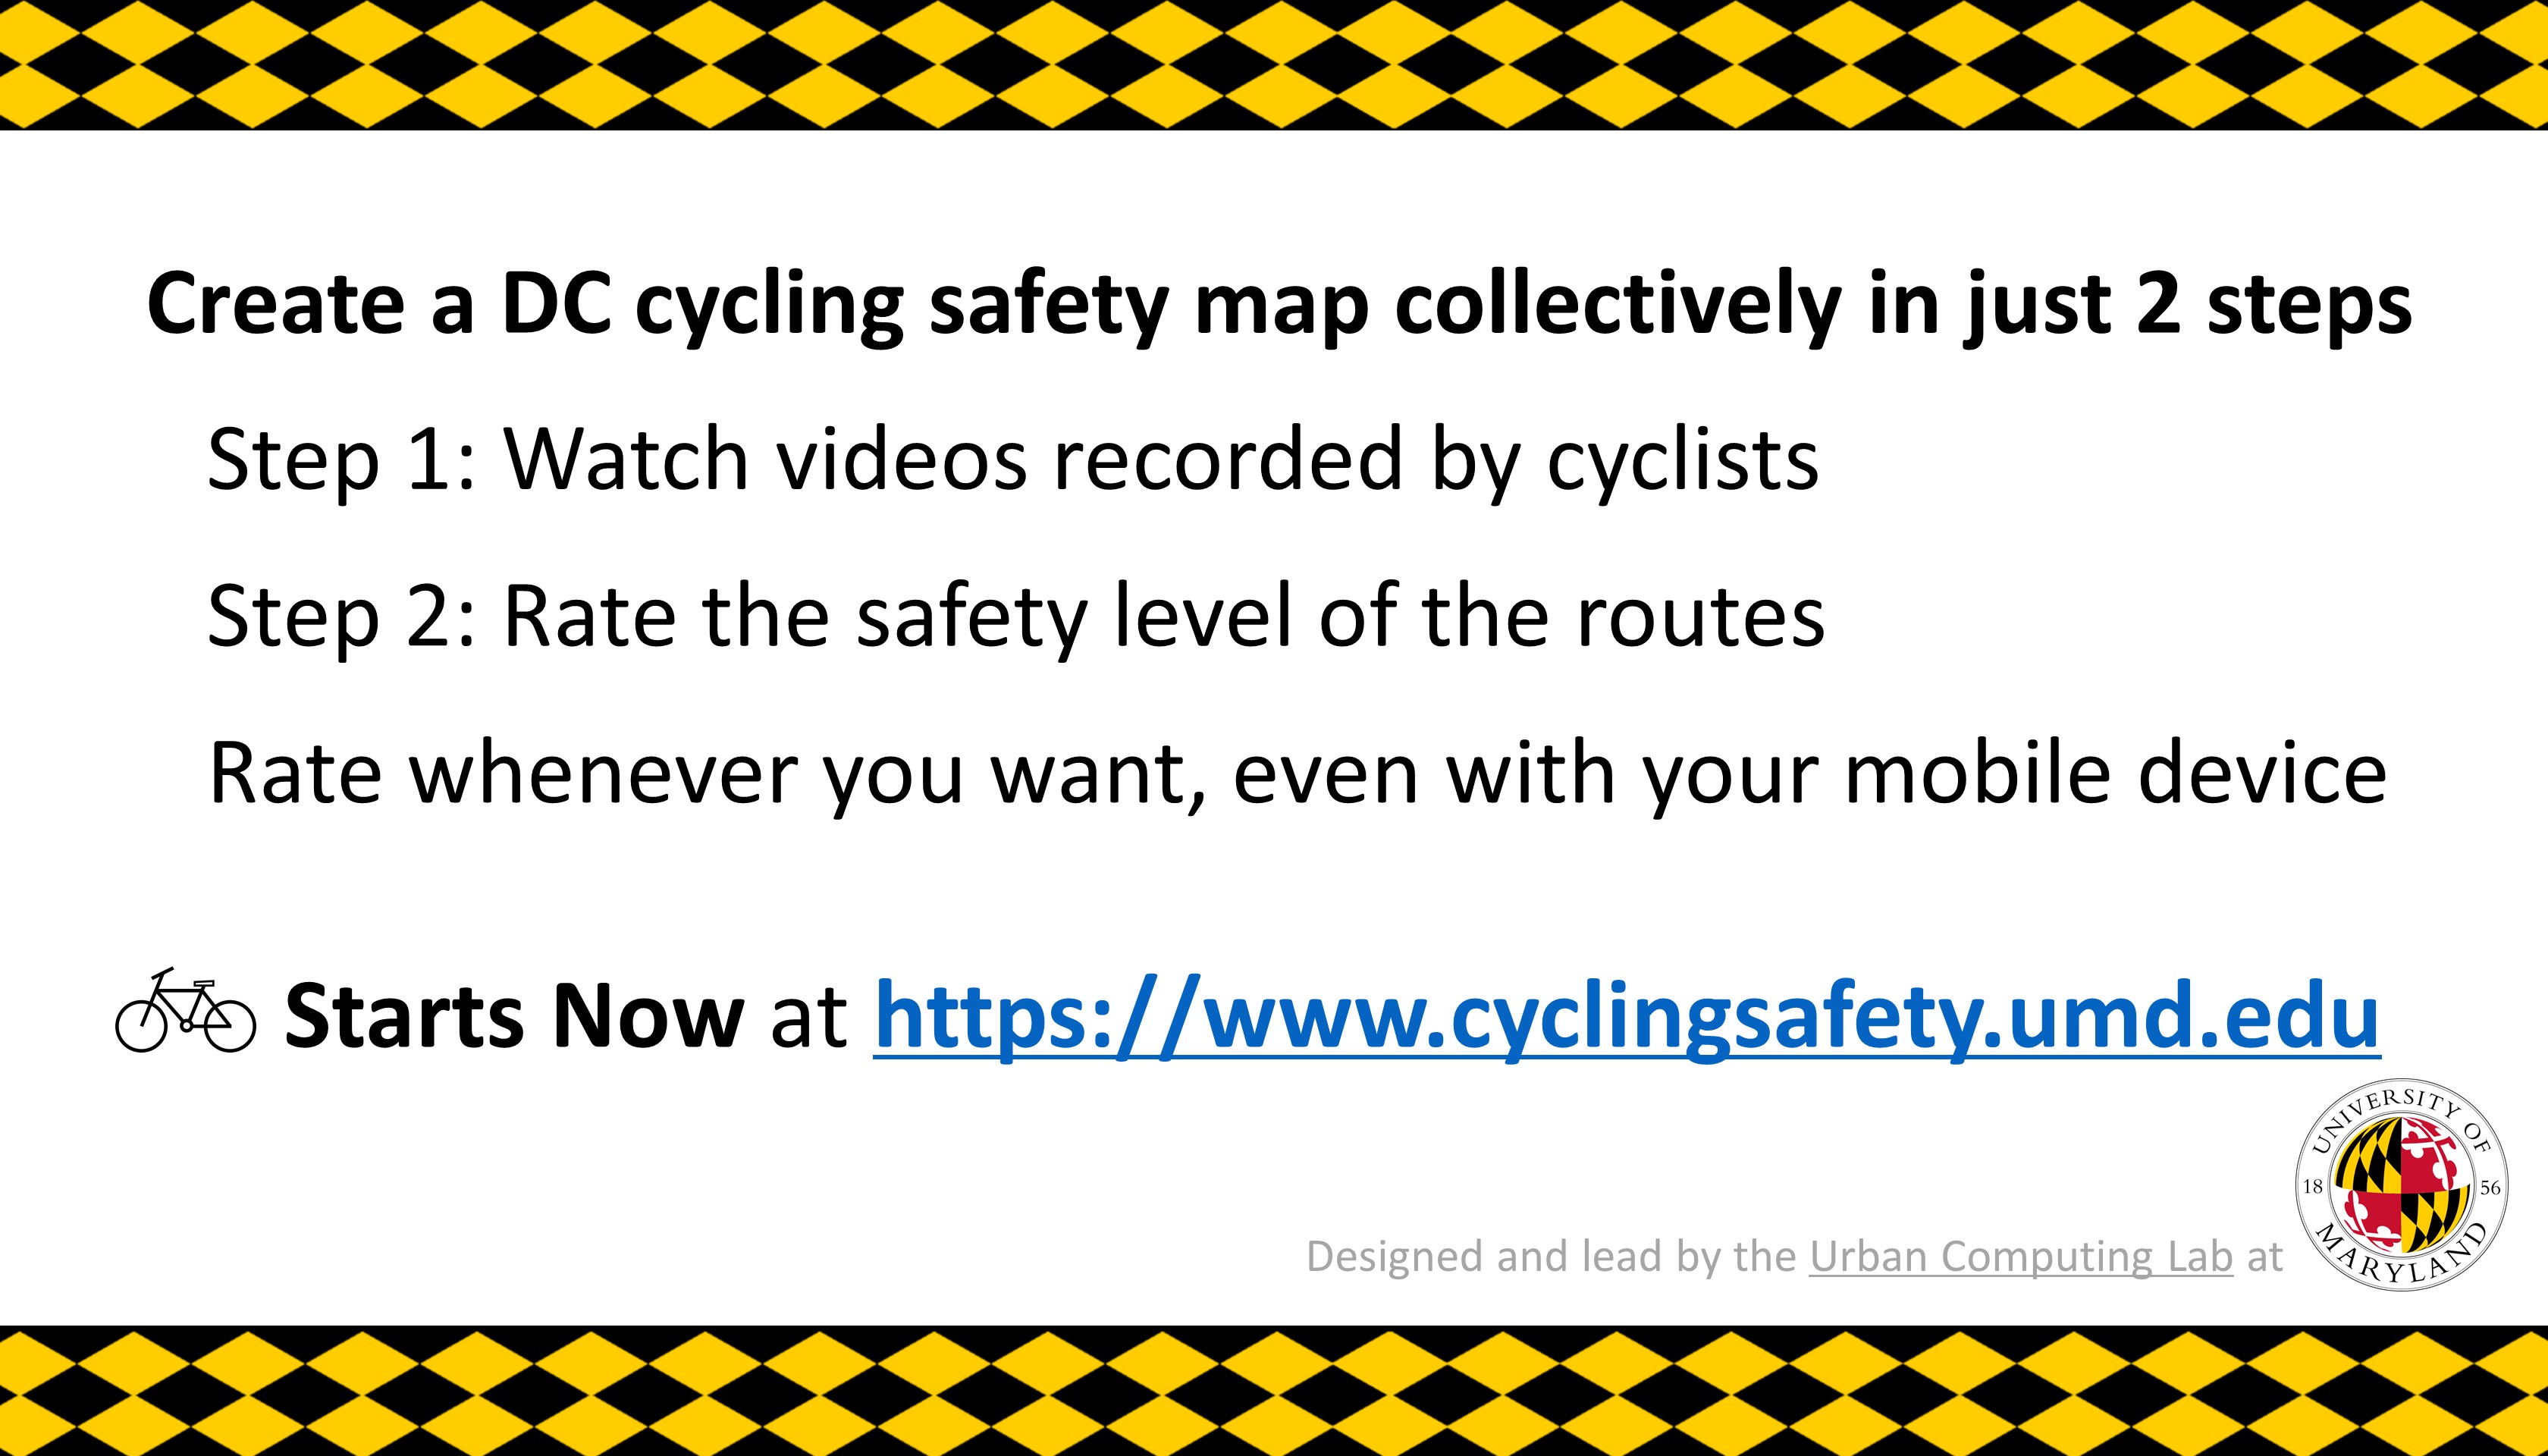 Create a DC cycling safety map collectively in just 2 steps
Step 1: Watch videos recorded by cyclists
Step 2: Rate the safety level of the routes
Rate whenever you want, even with your mobile device
Starts Now at https://www.cyclingsafety.umd.edu
Designed and lead by the Urban Computing Lab at
UNIVERSITY OF
18 56
MARYLAND